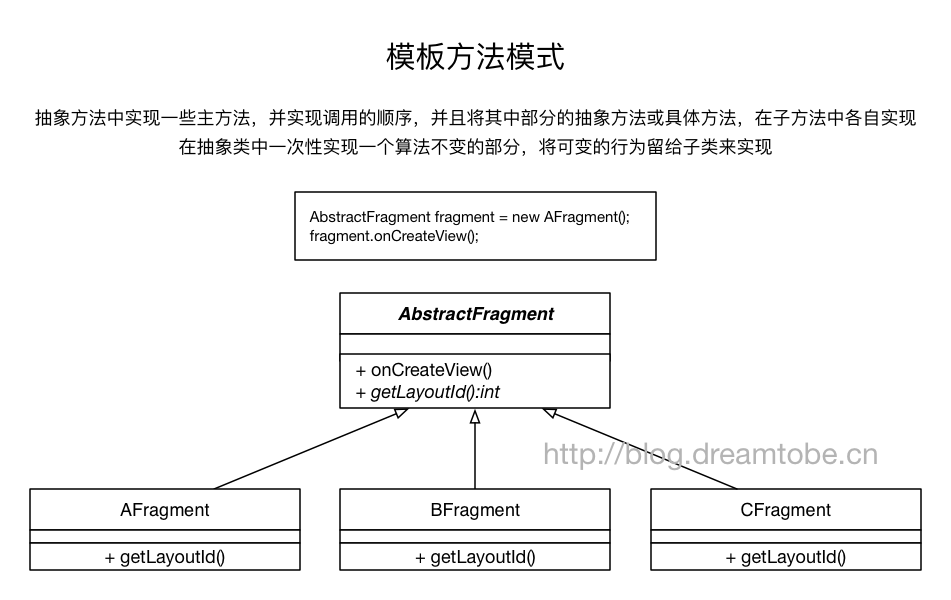 模板方法模式
抽象方法中实现一些主方法，并实现调用的顺序，并且将其中部分的抽象方法或具体方法，在子方法中各自实现
在抽象类中一次性实现一个算法不变的部分，将可变的行为留给子类来实现
AbstractFragment fragment = new AFragment();
fragment.onCreateView();
AbstractFragment
+ onCreateView()
+ getLayoutId():int
http://blog.dreamtobe.cn
AFragment
+ getLayoutId()
BFragment
+ getLayoutId()
CFragment
+ getLayoutId()